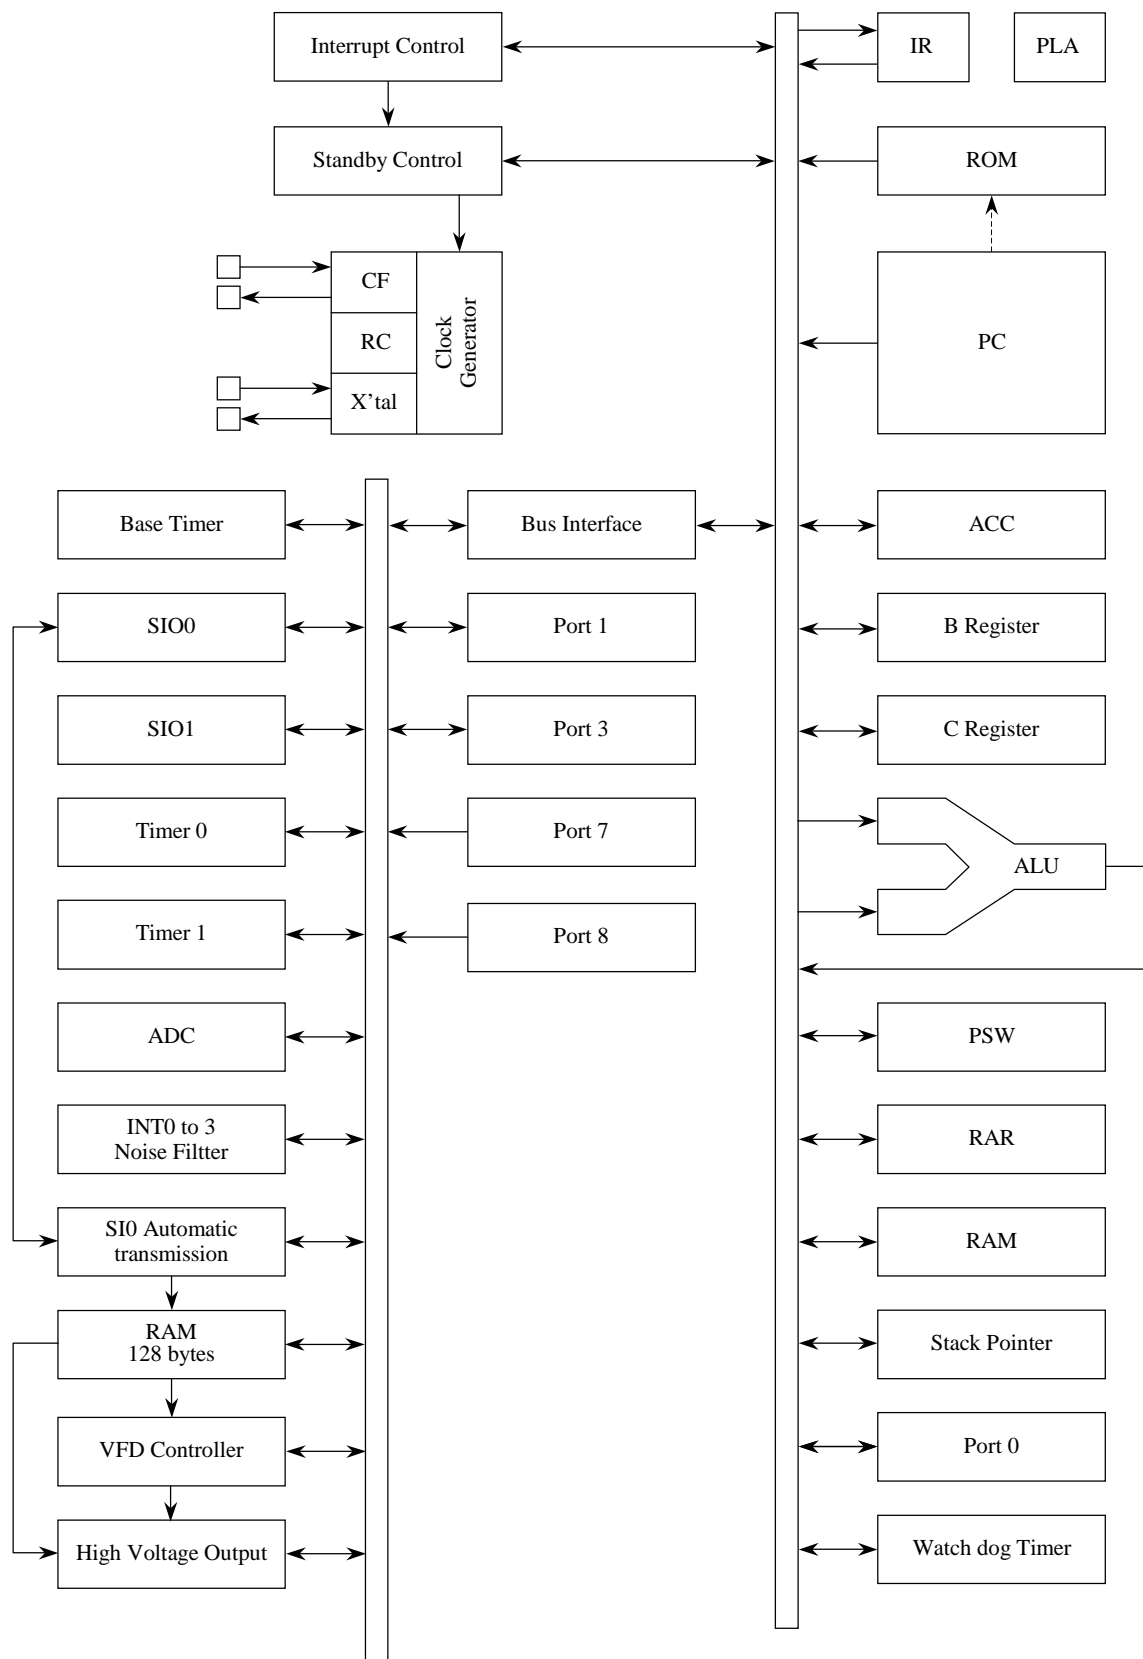 Interrupt Control
IR
PLA
Standby Control
ROM
CF
RC
X'tal
Clock
Generator
PC
Base Timer
Bus Interface
ACC
SIO0
Port 1
B Register
SIO1
Port 3
C Register
Timer 0
Port 7
ALU
Timer 1
Port 8
ADC
PSW
INT0 to 3
Noise Filtter
RAR
SI0 Automatic
transmission
RAM
RAM
128 bytes
Stack Pointer
VFD Controller
Port 0
High Voltage Output
Watch dog Timer